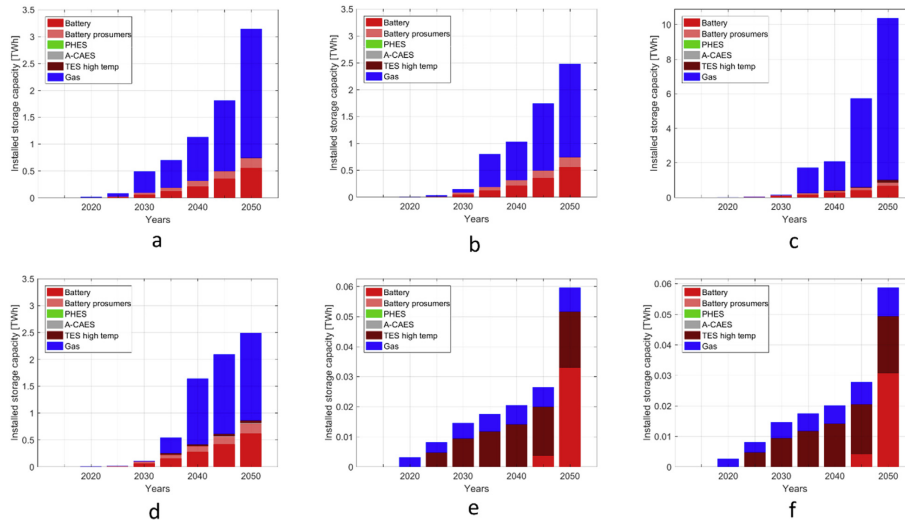 Installed storage capacity [TWh]
3.5
3
2.5
2
1.5
1
0.5
0
Battery
Battery prosumers
PHES
A-CAES
TES high temp
Gas
2020 2030 2040 2050
Years
a
Installed storage capacity [TWh]
3.5
3
2.5
2
1.5
1
0.5
0
Battery
Battery prosumers
PHES
A-CAES
TES high temp
Gas
2020 2030 2040 2050
Years
b
Installed storage capacity [TWh]
10
8
6
4
2
0
Battery
Battery prosumers
PHES
A-CAES
TES high temp
Gas
2020 2030 2040 2050
Years
c
Installed storage capacity [TWh]
3.5
3
2.5
2
1.5
1
0.5
0
Battery
Battery prosumers
PHES
A-CAES
TES high temp
Gas
2020 2030 2040 2050
Years
d
Installed storage capacity [TWh]
0.06
0.05
0.04
0.03
0.02
0.01
0
Battery
Battery prosumers
PHES
A-CAES
TES high temp
Gas
2020 2030 2040 2050
Years
e
Installed storage capacity [TWh]
0.06
0.05
0.04
0.03
0.02
0.01
0
Battery
Battery prosumers
PHES
A-CAES
TES high temp
Gas
2020 2030 2040 2050
Years
f